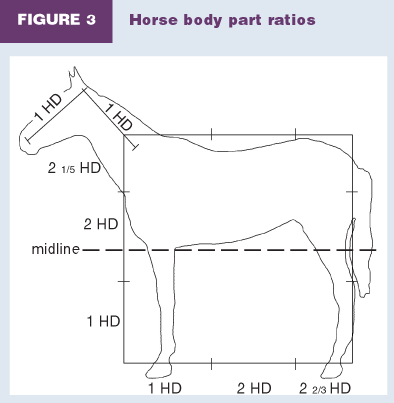 FIGURE 3
Horse body part ratios
1 HD
1 HD
2 1/5 HD
2 HD
midline
1 HD
1 HD 2 HD 2 2/3 HD